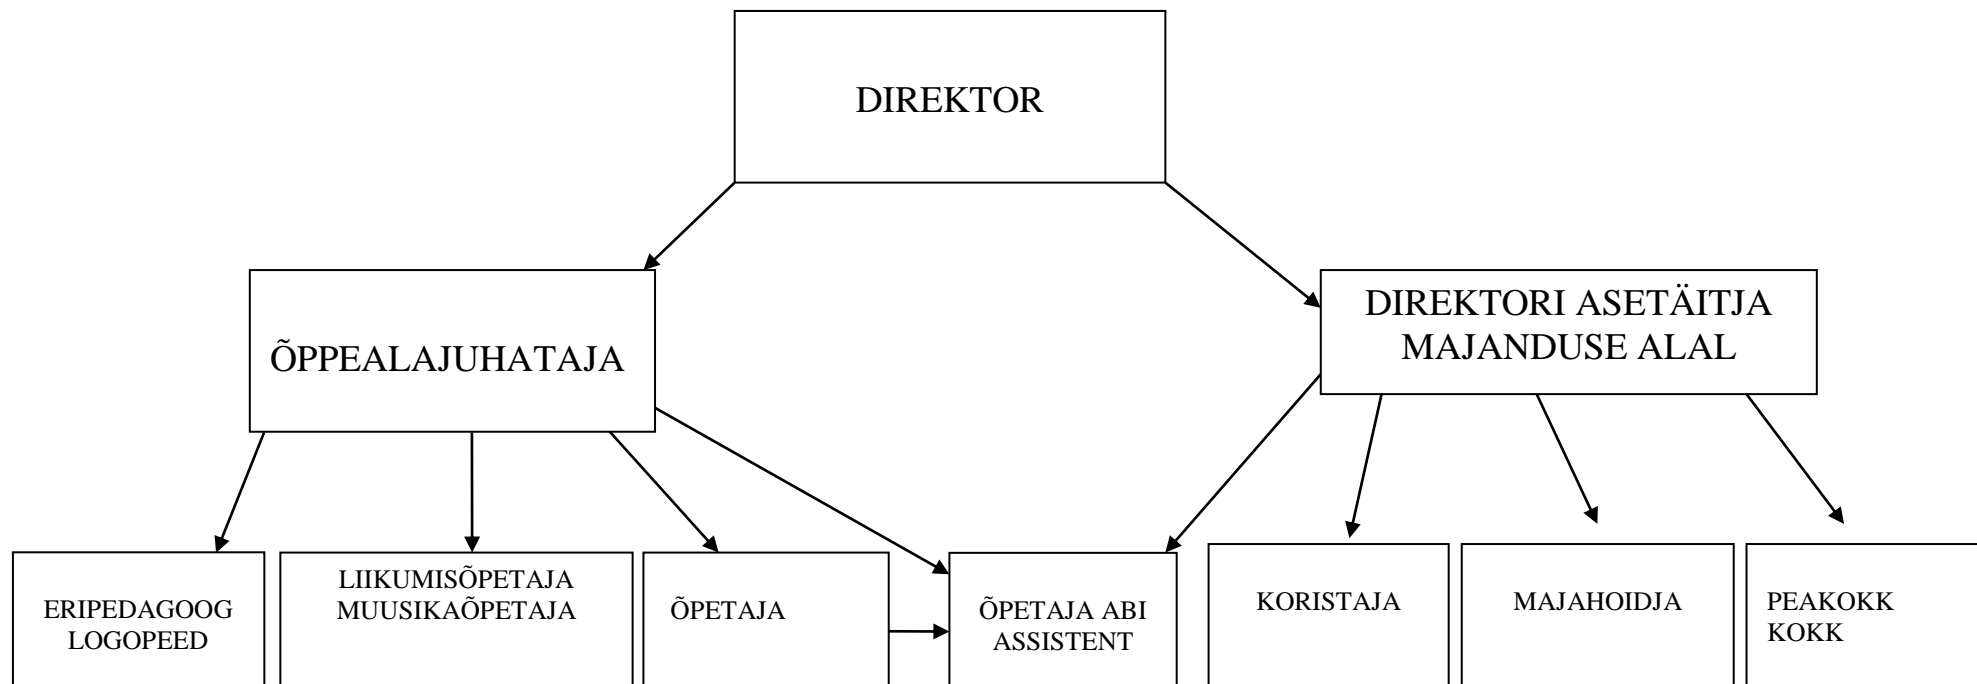 DIREKTOR
ÕPPEALAJUHATAJA
DIREKTORI ASETÄITJA
MAJANDUSE ALAL
ERIPEDAGOOG
LOGOPEED
LIIKUMISÕPETAJA
MUUSIKAÕPETAJA
ÕPETAJA
ÕPETAJA ABI
ASSISTENT
KORISTAJA
MAJAHOIDJA
PEAKOKK
KOKK